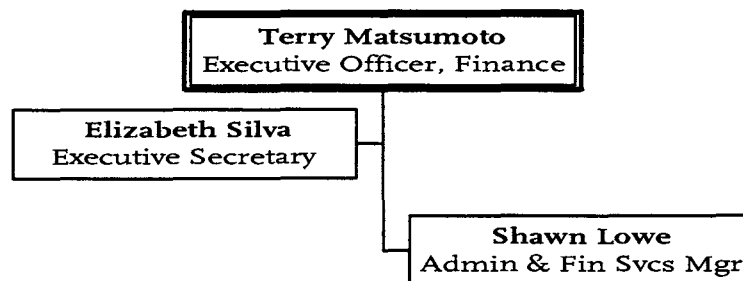 Terry Matsumoto
Executive Officer, Finance
Elizabeth Silva
Executive Secretary
Shawn Lowe
Admin & Fin Svcs Mgr